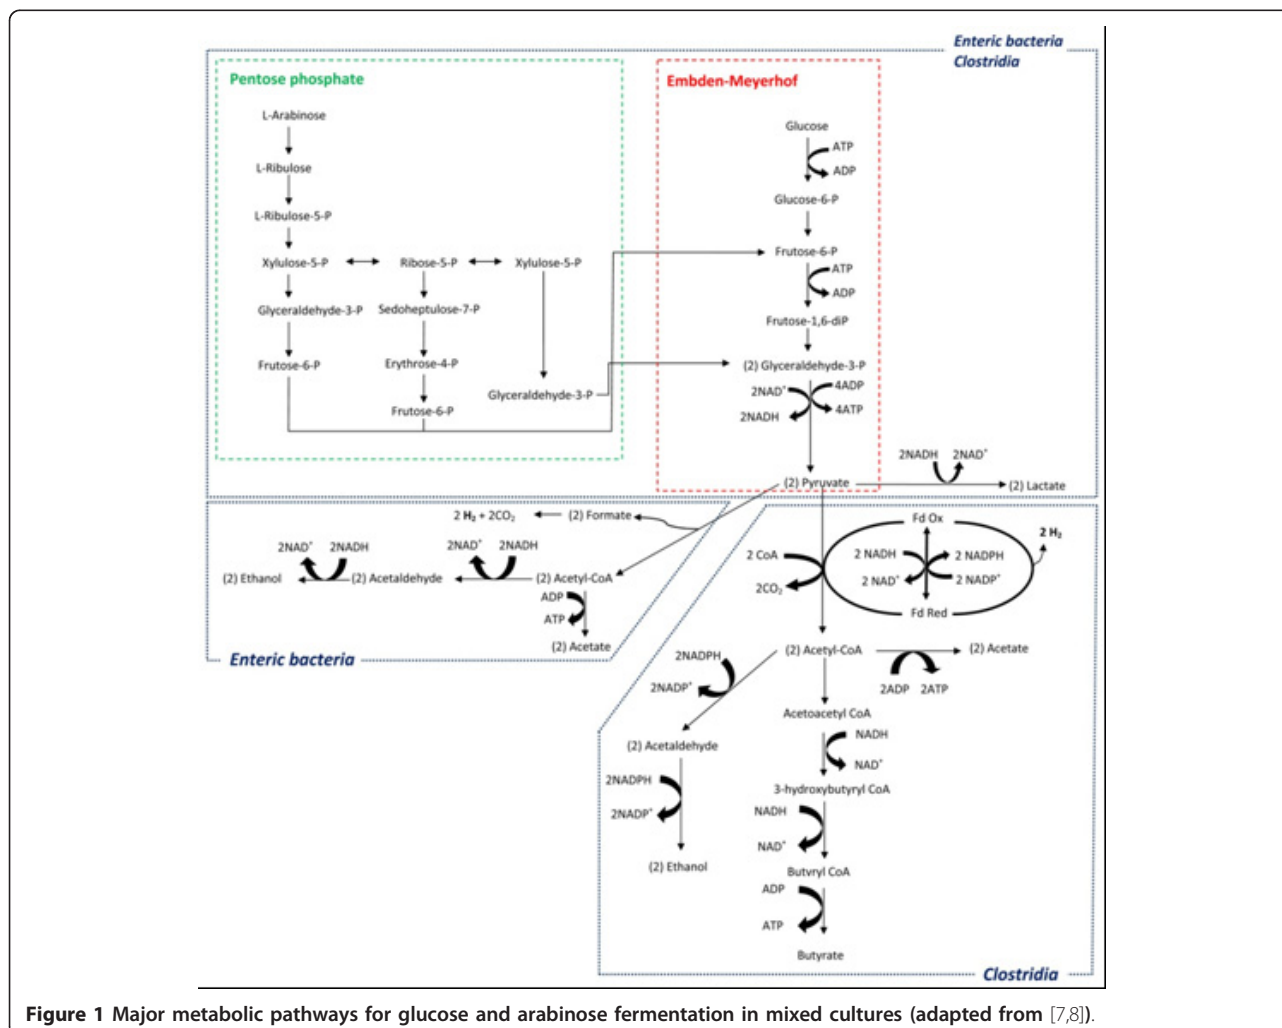 Enteric bacteria
Clostridia
Pentose phosphate
Embden-Meyerhof
L-Arabinose
L-Ribulose
L-Ribulose-5-P
Xylulose-5-P
Ribose-5-P
Xylulose-5-P
Glyceraldehyde-3-P
Sedoheptulose-7-P
Frutose-6-P
Erythrose-4-P
Glyceraldehyde-3-P
Frutose-6-P
Glucose
ATP
ADP
Glucose-6-P
Frutose-6-P
ATP
ADP
Frutose-1,6-diP
(2) Glyceraldehyde-3-P
2NAD⁺
4ADP
2NADH
4ATP
(2) Pyruvate
2NADH
2NAD⁺
(2) Lactate
2 H₂ + 2CO₂
(2) Formate
2NAD⁺
2NADH
2NAD⁺
2NADH
(2) Ethanol
(2) Acetaldehyde
(2) Acetyl-CoA
ADP
ATP
(2) Acetate
Enteric bacteria
Fd Ox
2 H₂
2 CoA
2 NADH
2 NADPH
2CO₂
2 NAD⁺
2 NADP⁺
Fd Red
(2) Acetyl-CoA
(2) Acetate
2ADP
2ATP
2NADPH
2NADP⁺
(2) Acetaldehyde
2NADPH
2NADP⁺
(2) Ethanol
Acetoacetyl CoA
NADH
NAD⁺
3-hydroxybutyryl CoA
NADH
NAD⁺
Butvryl CoA
ADP
ATP
Butyrate
Clostridia
Figure 1 Major metabolic pathways for glucose and arabinose fermentation in mixed cultures (adapted from [7,8]).